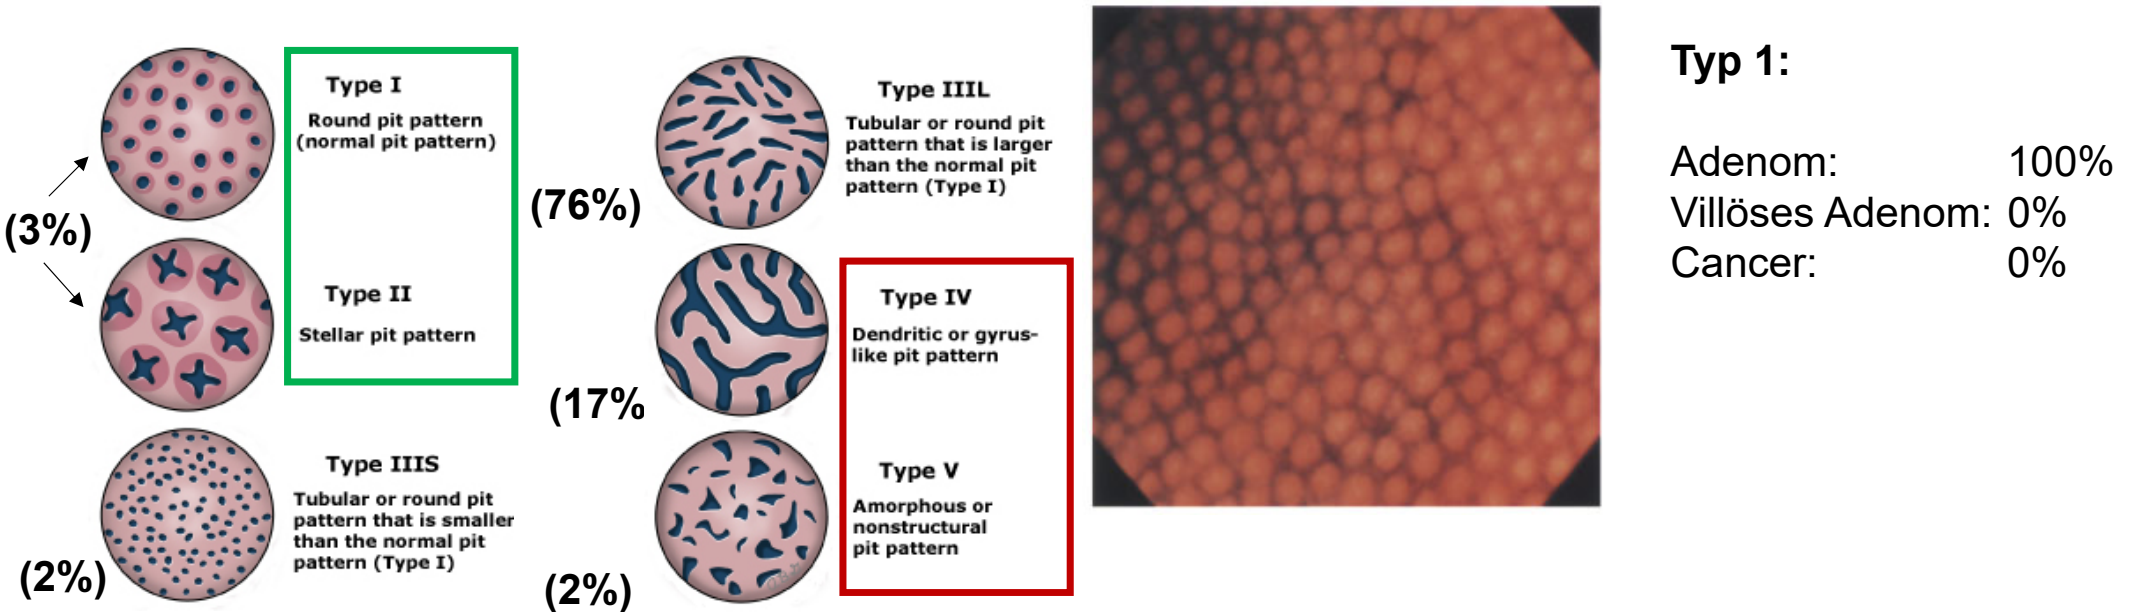 Type I
Round pit pattern
(normal pit pattern)
(3%)
Type II
Stellar pit pattern
Type IIIS
Tubular or round pit
pattern that is smaller
than the normal pit
pattern (Type I)
(2%)
Type IIIL
Tubular or round pit
pattern that is larger
than the normal pit
pattern (Type I)
(76%)
Type IV
Dendritic or gyrus-
like pit pattern
(17%
Type V
Amorphous or
nonstructural
pit pattern
(2%)
Typ 1:
Adenom: 100%
Villöses Adenom: 0%
Cancer: 0%